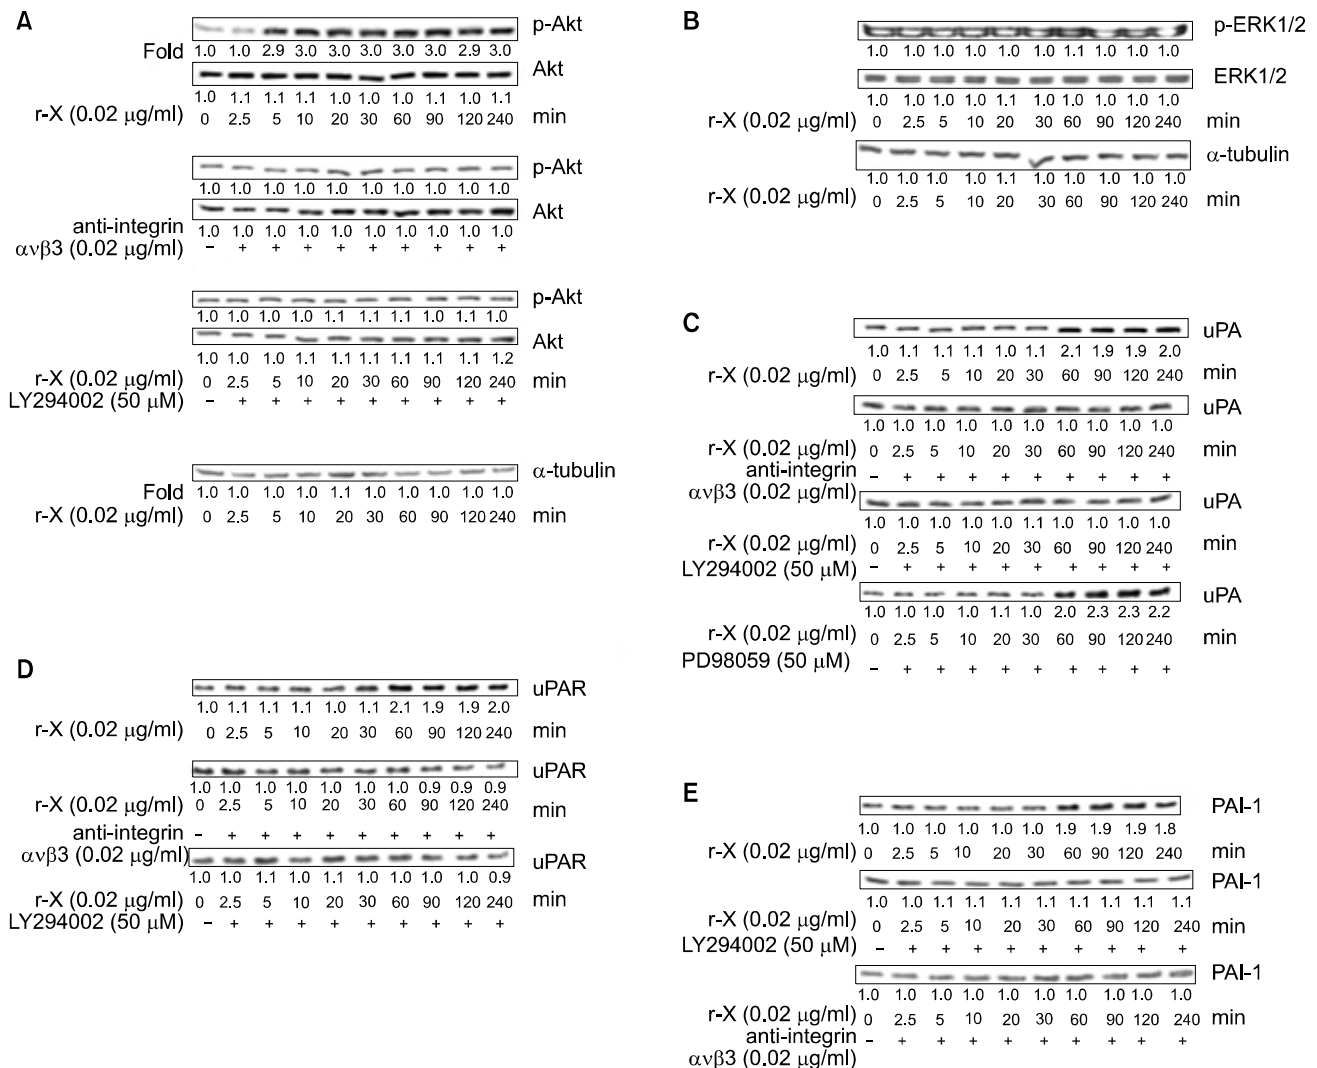 A
p-Akt
Fold 1.0 1.0 2.9 3.0 3.0 3.0 3.0 3.0 2.9 3.0
Akt
1.0 1.1 1.1 1.1 1.0 1.0 1.0 1.1 1.0 1.1
r-X (0.02 μg/ml) 0 2.5 5 10 20 30 60 90 120 240 min
p-Akt
1.0 1.0 1.0 1.0 1.0 1.0 1.0 1.0 1.0 1.0
Akt
anti-integrin
1.0 1.0 1.0 1.0 1.0 1.0 1.0 1.0 1.0 1.0
ανβ3 (0.02 μg/ml) – + + + + + + + + +
p-Akt
1.0 1.0 1.0 1.0 1.1 1.1 1.0 1.1 1.1 1.0
Akt
1.0 1.0 1.0 1.1 1.1 1.1 1.1 1.1 1.1 1.2
r-X (0.02 μg/ml) 0 2.5 5 10 20 30 60 90 120 240 min
LY294002 (50 μM) – + + + + + + + + +
α-tubulin
Fold 1.0 1.0 1.0 1.0 1.1 1.0 1.0 1.0 1.0 1.0
r-X (0.02 μg/ml) 0 2.5 5 10 20 30 60 90 120 240 min
B
p-ERK1/2
1.0 1.0 1.0 1.0 1.0 1.0 1.1 1.0 1.0 1.0
ERK1/2
1.0 1.0 1.0 1.0 1.1 1.0 1.0 1.0 1.0 1.0
r-X (0.02 μg/ml) 0 2.5 5 10 20 30 60 90 120 240 min
α-tubulin
1.0 1.0 1.0 1.0 1.1 1.0 1.0 1.0 1.0 1.0
r-X (0.02 μg/ml) 0 2.5 5 10 20 30 60 90 120 240 min
C
uPA
1.0 1.1 1.1 1.1 1.0 1.1 2.1 1.9 1.9 2.0
r-X (0.02 μg/ml) 0 2.5 5 10 20 30 60 90 120 240 min
uPA
1.0 1.0 1.0 1.0 1.0 1.0 1.0 1.0 1.0 1.0
r-X (0.02 μg/ml) 0 2.5 5 10 20 30 60 90 120 240 min
anti-integrin – + + + + + + + + +
ανβ3 (0.02 μg/ml)
uPA
1.0 1.0 1.0 1.0 1.0 1.1 1.0 1.0 1.0 1.0
r-X (0.02 μg/ml) 0 2.5 5 10 20 30 60 90 120 240 min
LY294002 (50 μM) – + + + + + + + + +
uPA
1.0 1.0 1.0 1.0 1.1 1.0 2.0 2.3 2.3 2.2
r-X (0.02 μg/ml) 0 2.5 5 10 20 30 60 90 120 240 min
PD98059 (50 μM) – + + + + + + + + +
D
uPAR
1.0 1.1 1.1 1.1 1.0 1.1 2.1 1.9 1.9 2.0
r-X (0.02 μg/ml) 0 2.5 5 10 20 30 60 90 120 240 min
uPAR
1.0 1.0 1.0 1.0 1.0 1.0 1.0 0.9 0.9 0.9
r-X (0.02 μg/ml) 0 2.5 5 10 20 30 60 90 120 240 min
anti-integrin – + + + + + + + + +
ανβ3 (0.02 μg/ml)
uPAR
1.0 1.0 1.1 1.0 1.1 1.0 1.0 1.0 1.0 0.9
r-X (0.02 μg/ml) 0 2.5 5 10 20 30 60 90 120 240 min
LY294002 (50 μM) – + + + + + + + + +
E
PAI-1
1.0 1.0 1.0 1.0 1.0 1.0 1.9 1.9 1.9 1.8
r-X (0.02 μg/ml) 0 2.5 5 10 20 30 60 90 120 240 min
PAI-1
1.0 1.0 1.1 1.1 1.1 1.1 1.1 1.1 1.1 1.1
r-X (0.02 μg/ml) 0 2.5 5 10 20 30 60 90 120 240 min
LY294002 (50 μM) – + + + + + + + + +
PAI-1
1.0 1.0 1.0 1.0 1.0 1.0 1.0 1.0 1.0 1.0
r-X (0.02 μg/ml) 0 2.5 5 10 20 30 60 90 120 240 min
anti-integrin – + + + + + + + + +
ανβ3 (0.02 μg/ml)